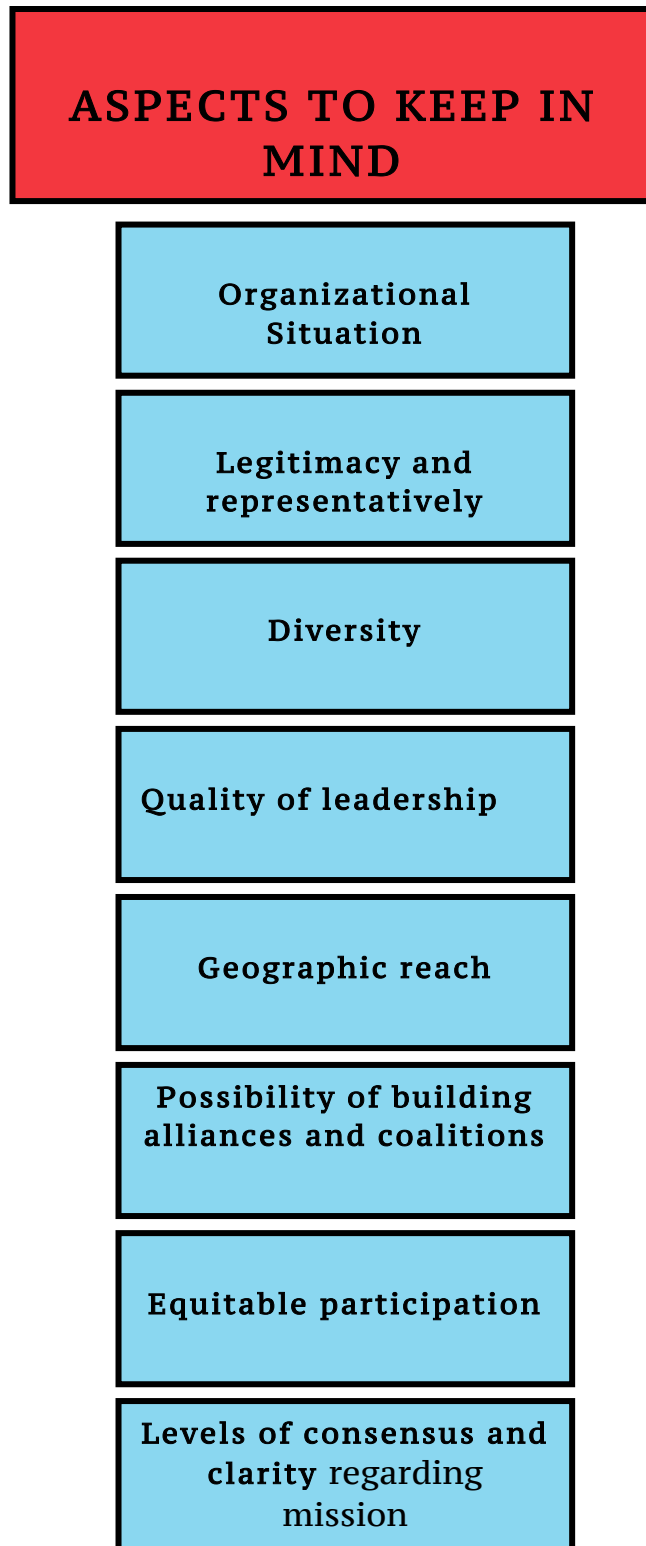 ASPECTS TO KEEP IN
MIND
Organizational
Situation
Legitimacy and
representatively
Diversity
Quality of leadership
Geographic reach
Possibility of building
alliances and coalitions
Equitable participation
Levels of consensus and
clarity regarding
mission